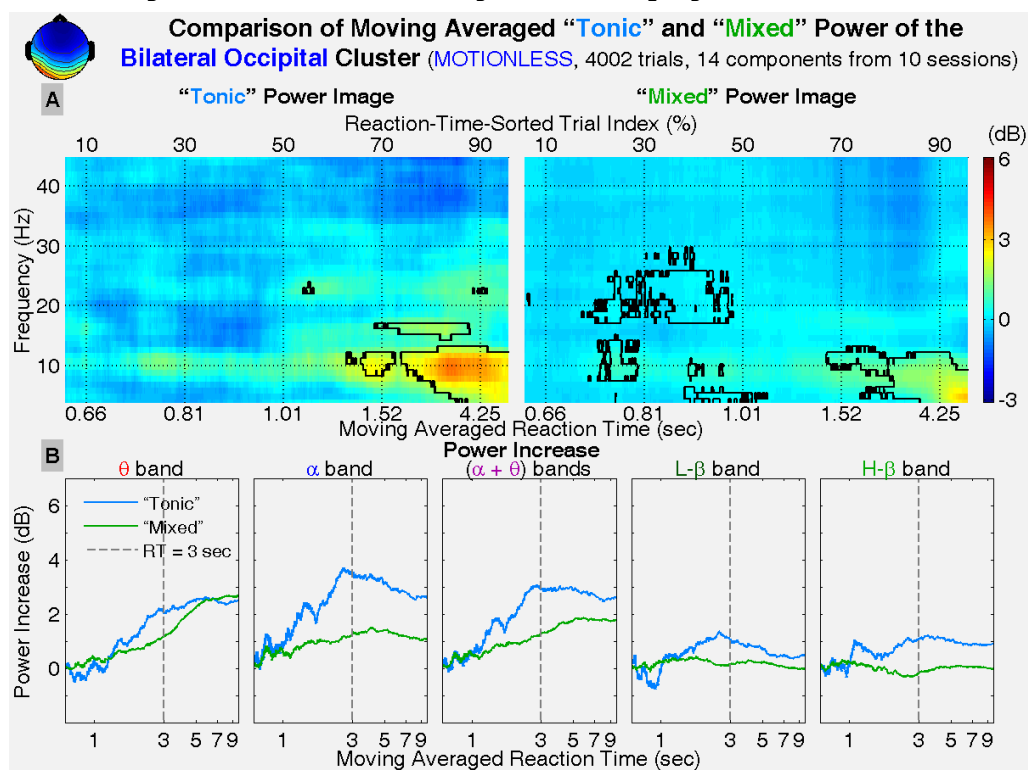 Comparison of Moving Averaged “Tonic” and “Mixed” Power of the
Bilateral Occipital Cluster (MOTIONLESS, 4002 trials, 14 components from 10 sessions)
A
“Tonic” Power Image
“Mixed” Power Image
Reaction-Time-Sorted Trial Index (%)
(dB)
10 30 50 70 90
10 30 50 70 90
6
3
0
-3
Frequency (Hz)
40
30
20
10
0.66 0.81 1.01 1.52 4.25
0.66 0.81 1.01 1.52 4.25
Moving Averaged Reaction Time (sec)
B
Power Increase
θ band
α band
(α + θ) bands
L-β band
H-β band
Power Increase (dB)
6
4
2
0
“Tonic”
“Mixed”
RT = 3 sec
1 3 5 7 9
1 3 5 7 9
1 3 5 7 9
1 3 5 7 9
1 3 5 7 9
Moving Averaged Reaction Time (sec)